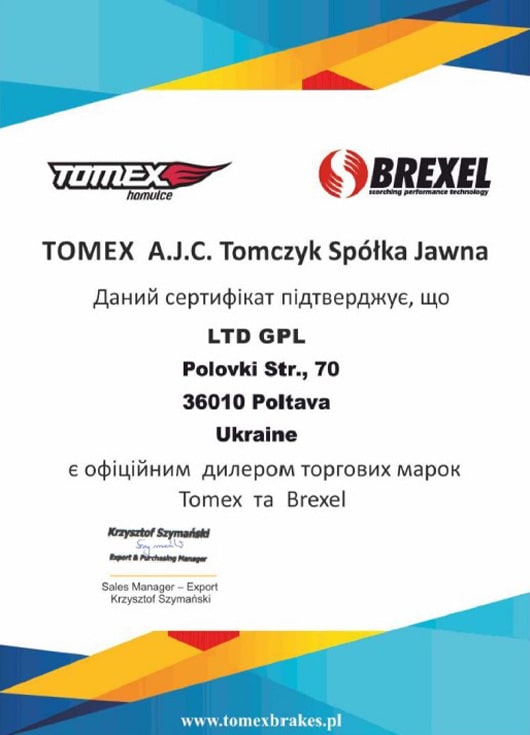 TOMEX
hamulce
BREXEL
scorching performance technology
TOMEX A.J.C. Tomczyk Spółka Jawna
Даний сертифікат підтверджує, що
LTD GPL
Polovki Str., 70
36010 Poltava
Ukraine
є офіційним дилером торгових марок
Tomex та Brexel
Krzysztof Szymański
Export & Purchasing Manager
Sales Manager – Export
Krzysztof Szymański
www.tomexbrakes.pl